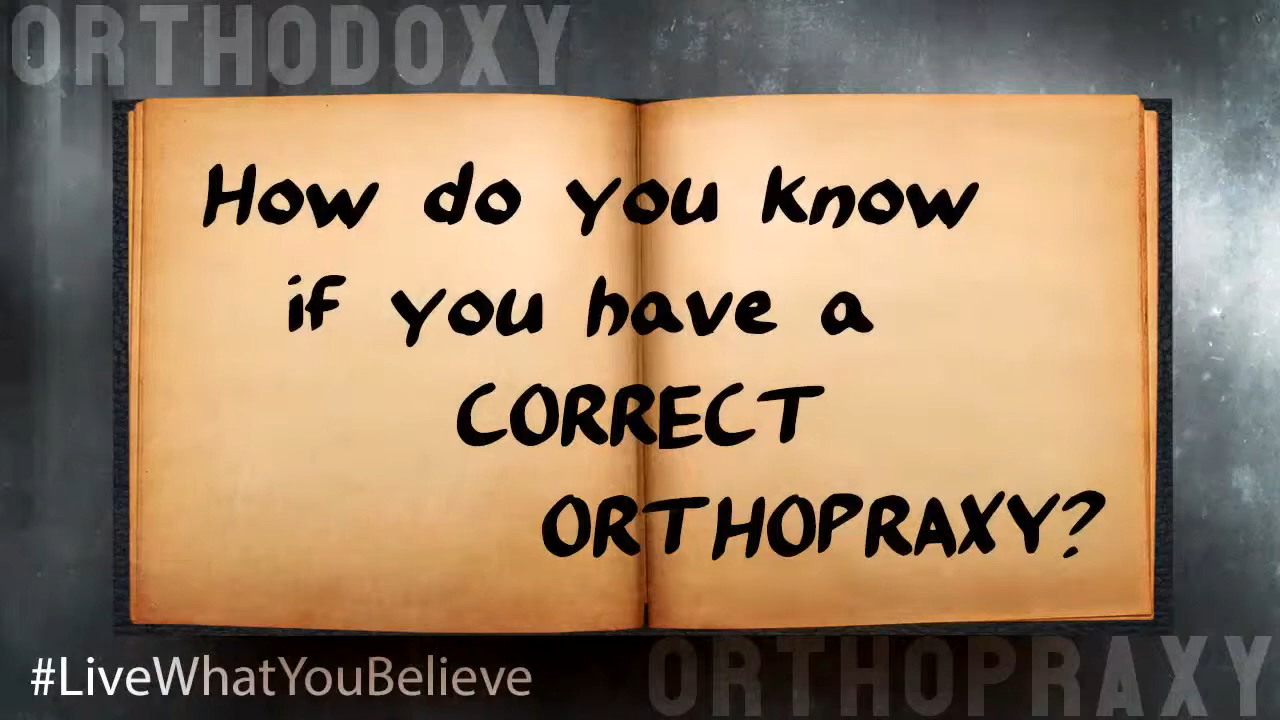 ORTHODOXY
How do you know
if you have a
CORRECT
ORTHOPRAXY?
#LiveWhatYouBelieve
ORTHOPRAXY